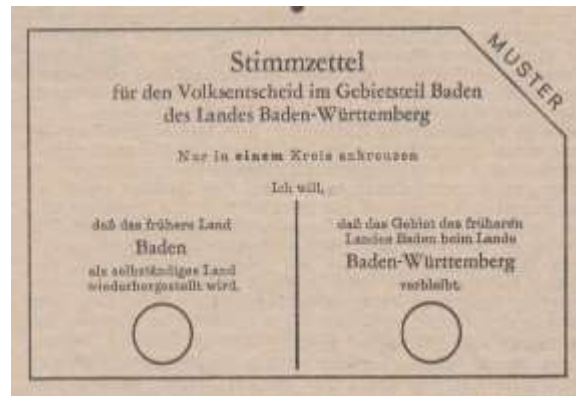 MUSTER
Stimmzettel
für den Volksentscheid im Gebietsteil Baden
des Landes Baden-Württemberg
Nur in einem Kreis ankreuzen
Ich will,
daß das frühere Land
Baden
als selbständiges Land
wiederhergestellt wird.
daß das Gebiet des früheren
Landes Baden beim Lande
Baden-Württemberg
verbleibt.